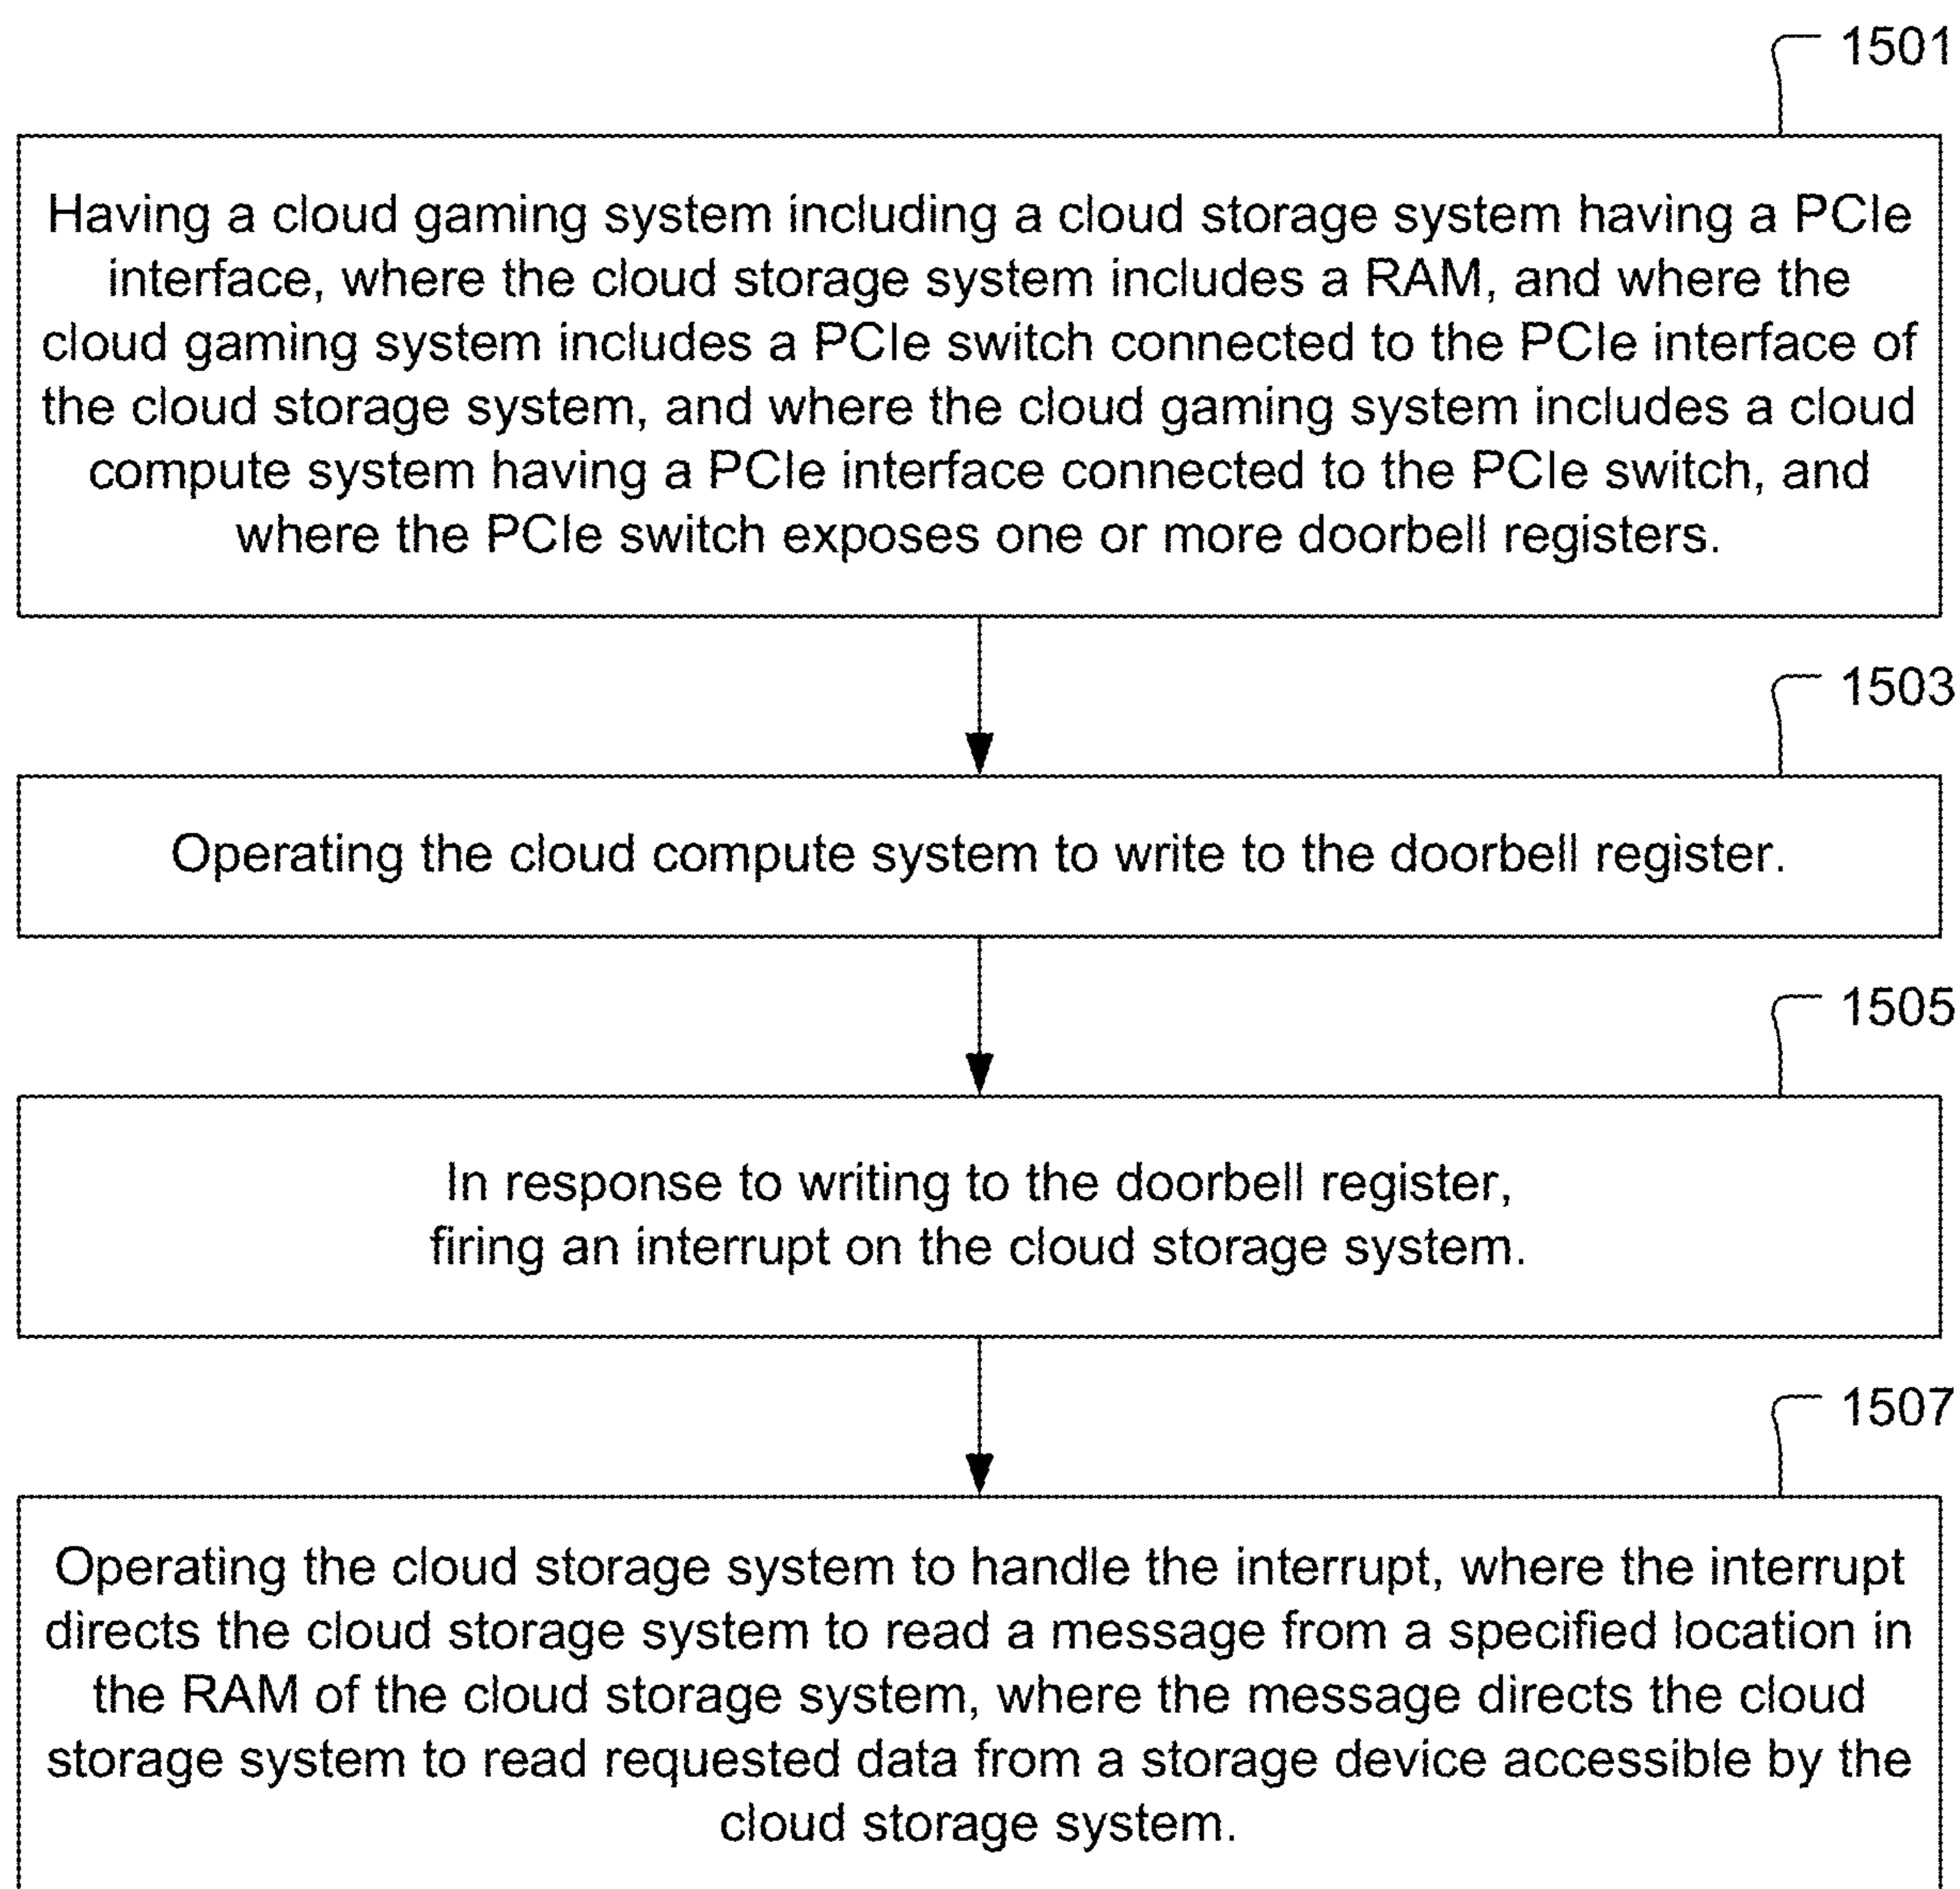 1501
Having a cloud gaming system including a cloud storage system having a PCIe
interface, where the cloud storage system includes a RAM, and where the
cloud gaming system includes a PCIe switch connected to the PCIe interface of
the cloud storage system, and where the cloud gaming system includes a cloud
compute system having a PCIe interface connected to the PCIe switch, and
where the PCIe switch exposes one or more doorbell registers.
1503
Operating the cloud compute system to write to the doorbell register.
1505
In response to writing to the doorbell register,
firing an interrupt on the cloud storage system.
1507
Operating the cloud storage system to handle the interrupt, where the interrupt
directs the cloud storage system to read a message from a specified location in
the RAM of the cloud storage system, where the message directs the cloud
storage system to read requested data from a storage device accessible by the
cloud storage system.